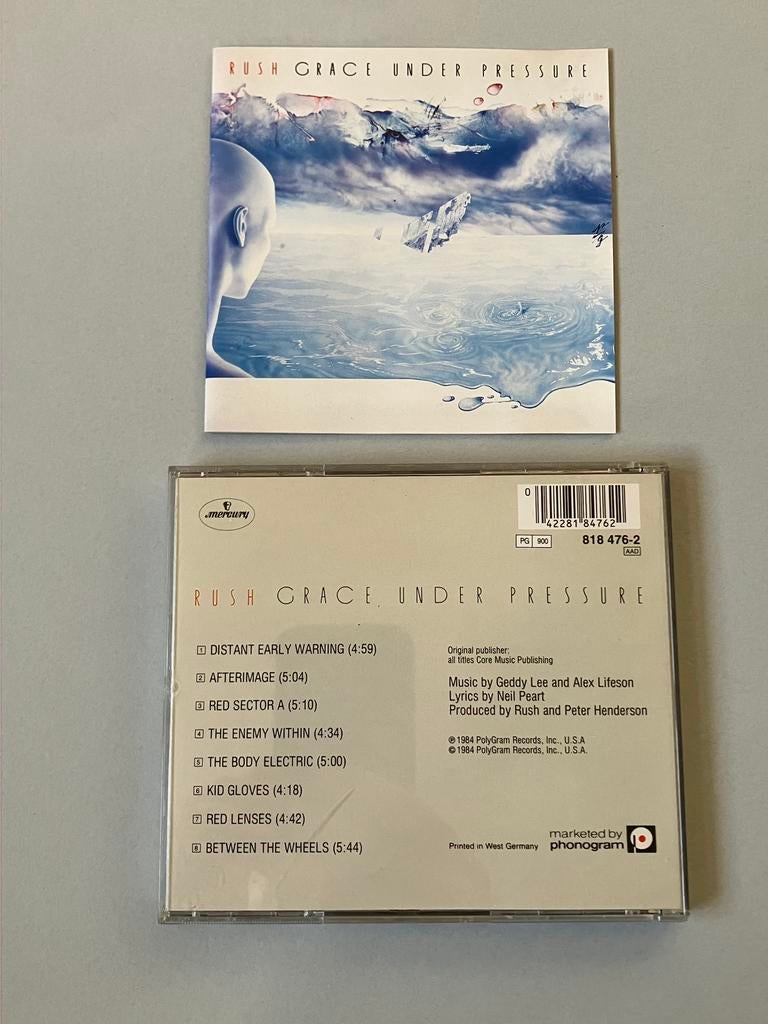 RUSH GRACE UNDER PRESSURE
mercury
0
42281 84762
PG 900
818 476-2
AAD
RUSH GRACE UNDER PRESSURE
1 DISTANT EARLY WARNING (4:59)
2 AFTERIMAGE (5:04)
3 RED SECTOR A (5:10)
4 THE ENEMY WITHIN (4:34)
5 THE BODY ELECTRIC (5:00)
6 KID GLOVES (4:18)
7 RED LENSES (4:42)
8 BETWEEN THE WHEELS (5:44)
Original publisher:
all titles Core Music Publishing
Music by Geddy Lee and Alex Lifeson
Lyrics by Neil Peart
Produced by Rush and Peter Henderson
℗ 1984 PolyGram Records, Inc., U.S.A
© 1984 PolyGram Records, Inc., U.S.A.
Printed in West Germany
marketed by
phonogram